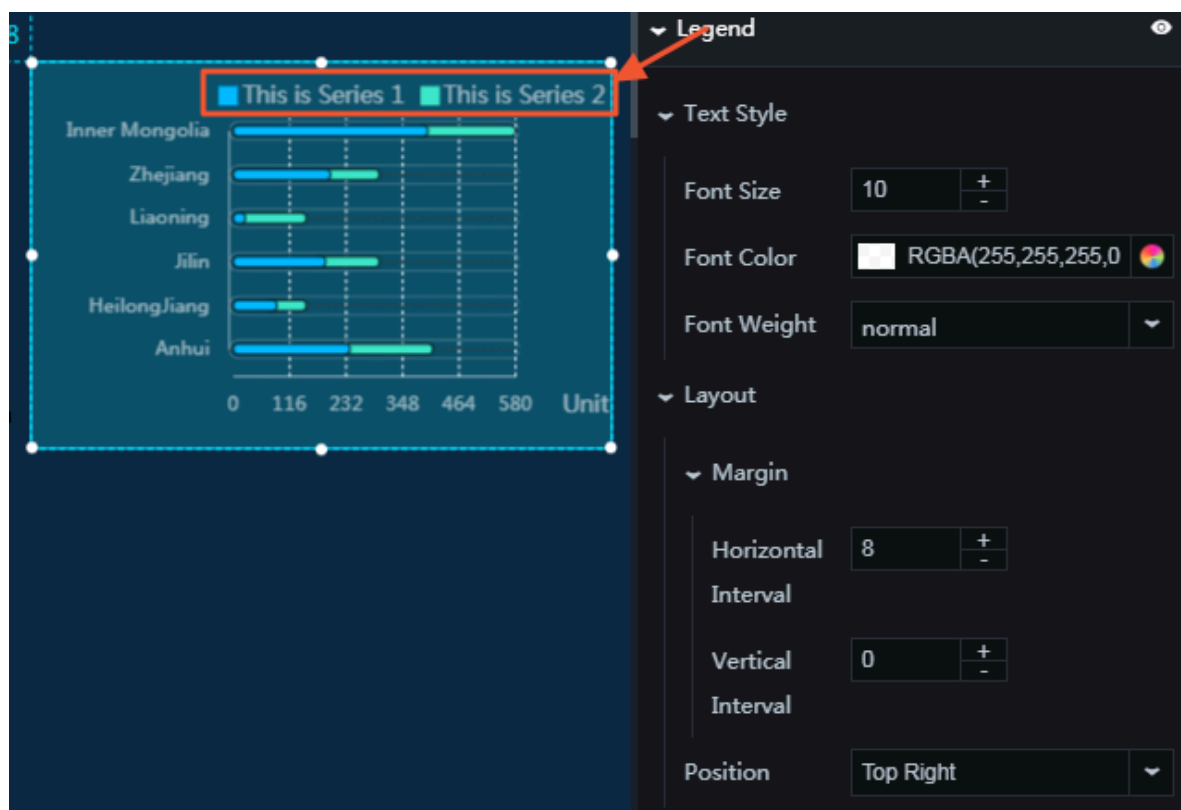 8
This is Series 1 This is Series 2
Inner Mongolia
Zhejiang
Liaoning
Jilin
HeilongJiang
Anhui
0 116 232 348 464 580 Unit
Legend
Text Style
Font Size 10 + -
Font Color RGBA(255,255,255,0
Font Weight normal
Layout
Margin
Horizontal Interval 8 + -
Vertical Interval 0 + -
Position Top Right